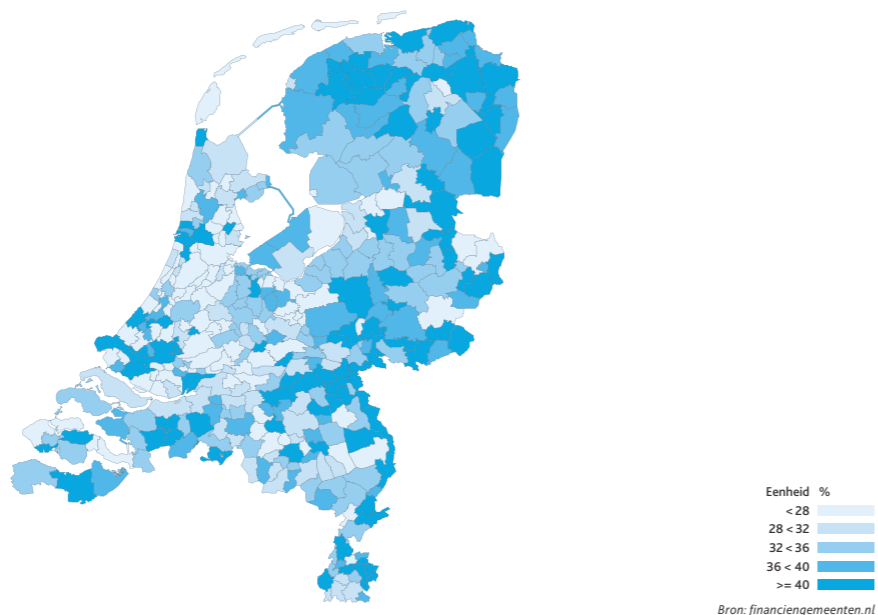 Eenheid %
< 28
28 < 32
32 < 36
36 < 40
>= 40
Bron: financiengemeenten.nl